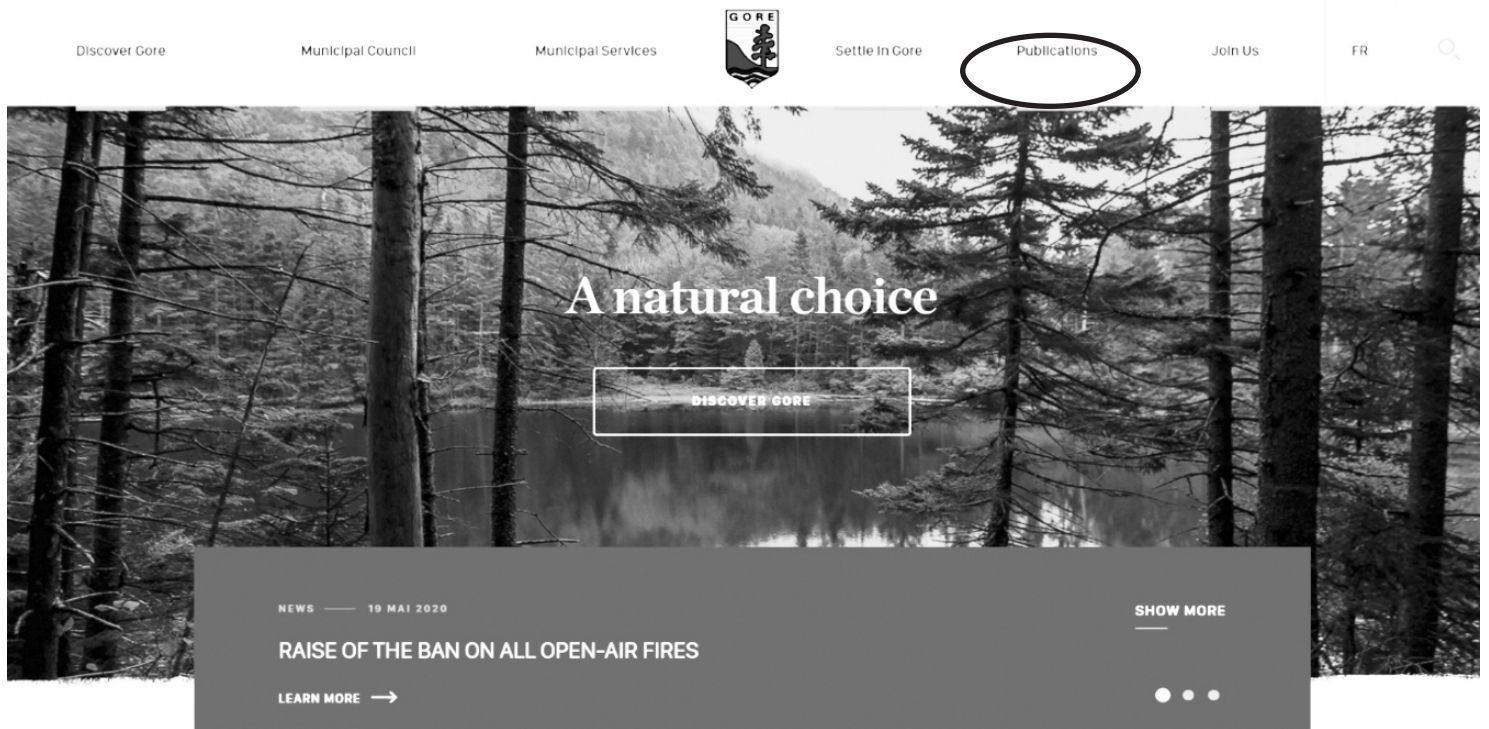 Discover Gore
Municipal Council
Municipal Services
GORE
Settle in Gore
Publications
Join Us
FR
A natural choice
DISCOVER GORE
NEWS — 19 MAI 2020
SHOW MORE
RAISE OF THE BAN ON ALL OPEN-AIR FIRES
LEARN MORE →